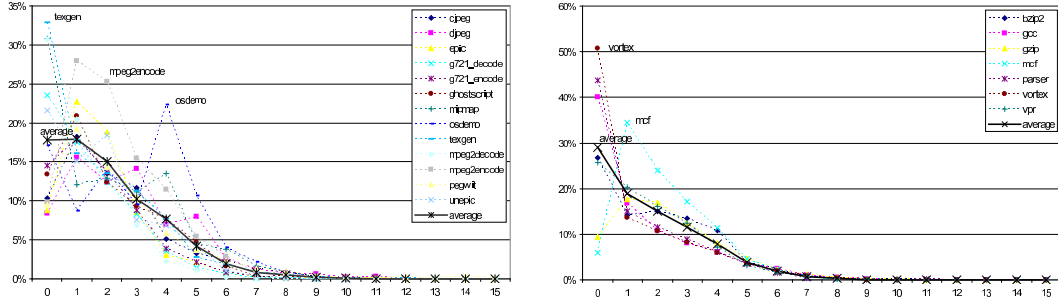 35%
30%
25%
20%
15%
10%
5%
0%
0 1 2 3 4 5 6 7 8 9 10 11 12 13 14 15
texgen
mpeg2encode
osdemo
average
cjpeg
djpeg
epic
g721_decode
g721_encode
ghostscript
mipmap
osdemo
texgen
mpeg2decode
mpeg2encode
pegwit
unepic
average
60%
50%
40%
30%
20%
10%
0%
0 1 2 3 4 5 6 7 8 9 10 11 12 13 14 15
vortex
mcf
average
bzip2
gcc
gzip
mcf
parser
vortex
vpr
average